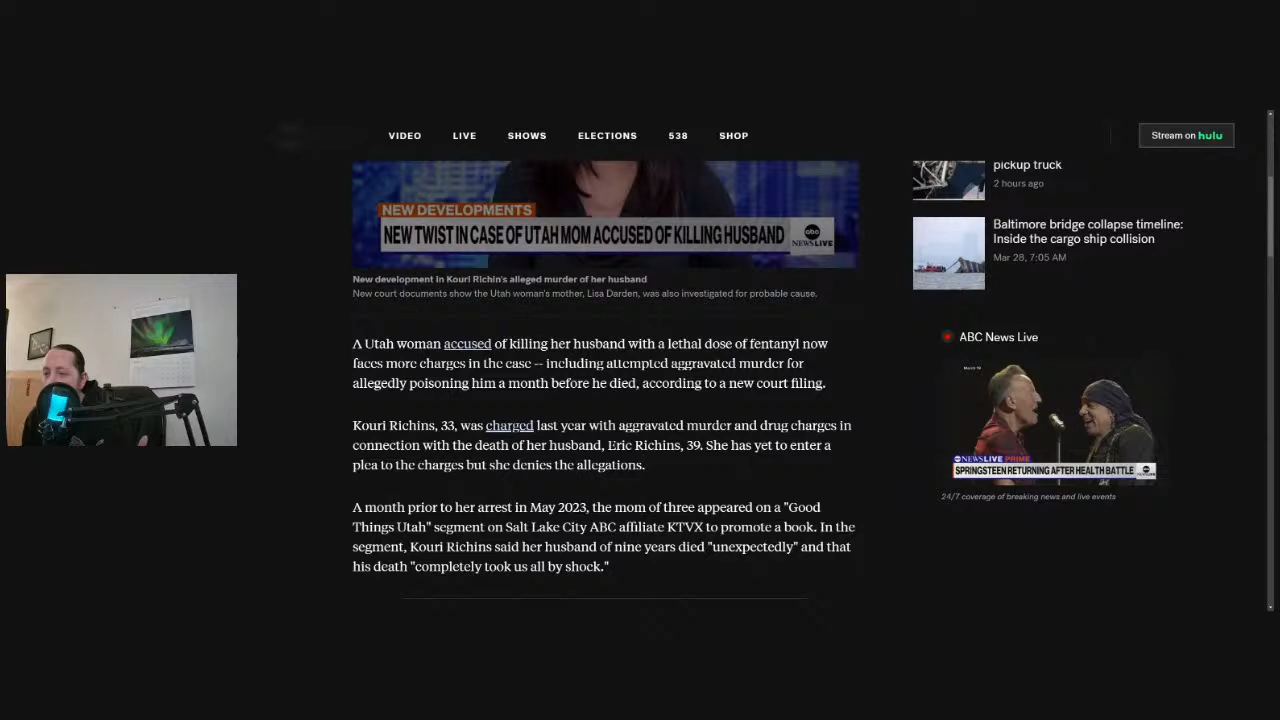 VIDEO LIVE SHOWS ELECTIONS 538 SHOP
Stream on hulu
NEW DEVELOPMENTS
NEW TWIST IN CASE OF UTAH MOM ACCUSED OF KILLING HUSBAND
abc
NEWS LIVE
New development in Kouri Richin's alleged murder of her husband
New court documents show the Utah woman's mother, Lisa Darden, was also investigated for probable cause.
A Utah woman accused of killing her husband with a lethal dose of fentanyl now
faces more charges in the case -- including attempted aggravated murder for
allegedly poisoning him a month before he died, according to a new court filing.
Kouri Richins, 33, was charged last year with aggravated murder and drug charges in
connection with the death of her husband, Eric Richins, 39. She has yet to enter a
plea to the charges but she denies the allegations.
A month prior to her arrest in May 2023, the mom of three appeared on a "Good
Things Utah" segment on Salt Lake City ABC affiliate KTVX to promote a book. In the
segment, Kouri Richins said her husband of nine years died "unexpectedly" and that
his death "completely took us all by shock."
pickup truck
2 hours ago
Baltimore bridge collapse timeline:
Inside the cargo ship collision
Mar 28, 7:05 AM
ABC News Live
March 19
NEWS LIVE PRIME
SPRINGSTEEN RETURNING AFTER HEALTH BATTLE
24/7 coverage of breaking news and live events